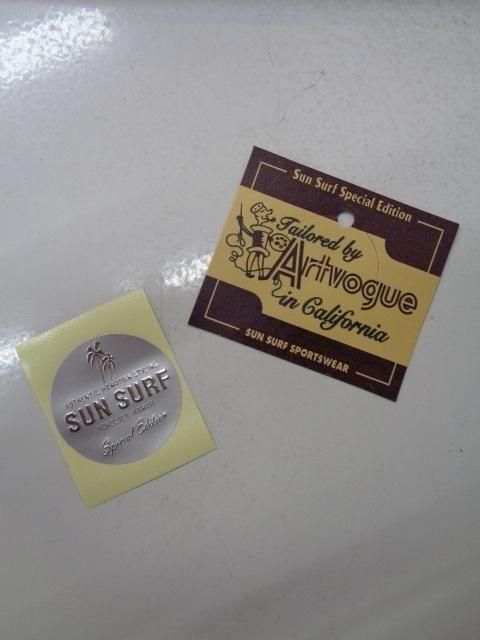 Sun Surf Special Edition
Tailored by
Artvogue
in California
SUN SURF SPORTSWEAR
AUTHENTIC HAWAIIAN
SUN SURF
HONOLULU HAWAII
Special Edition